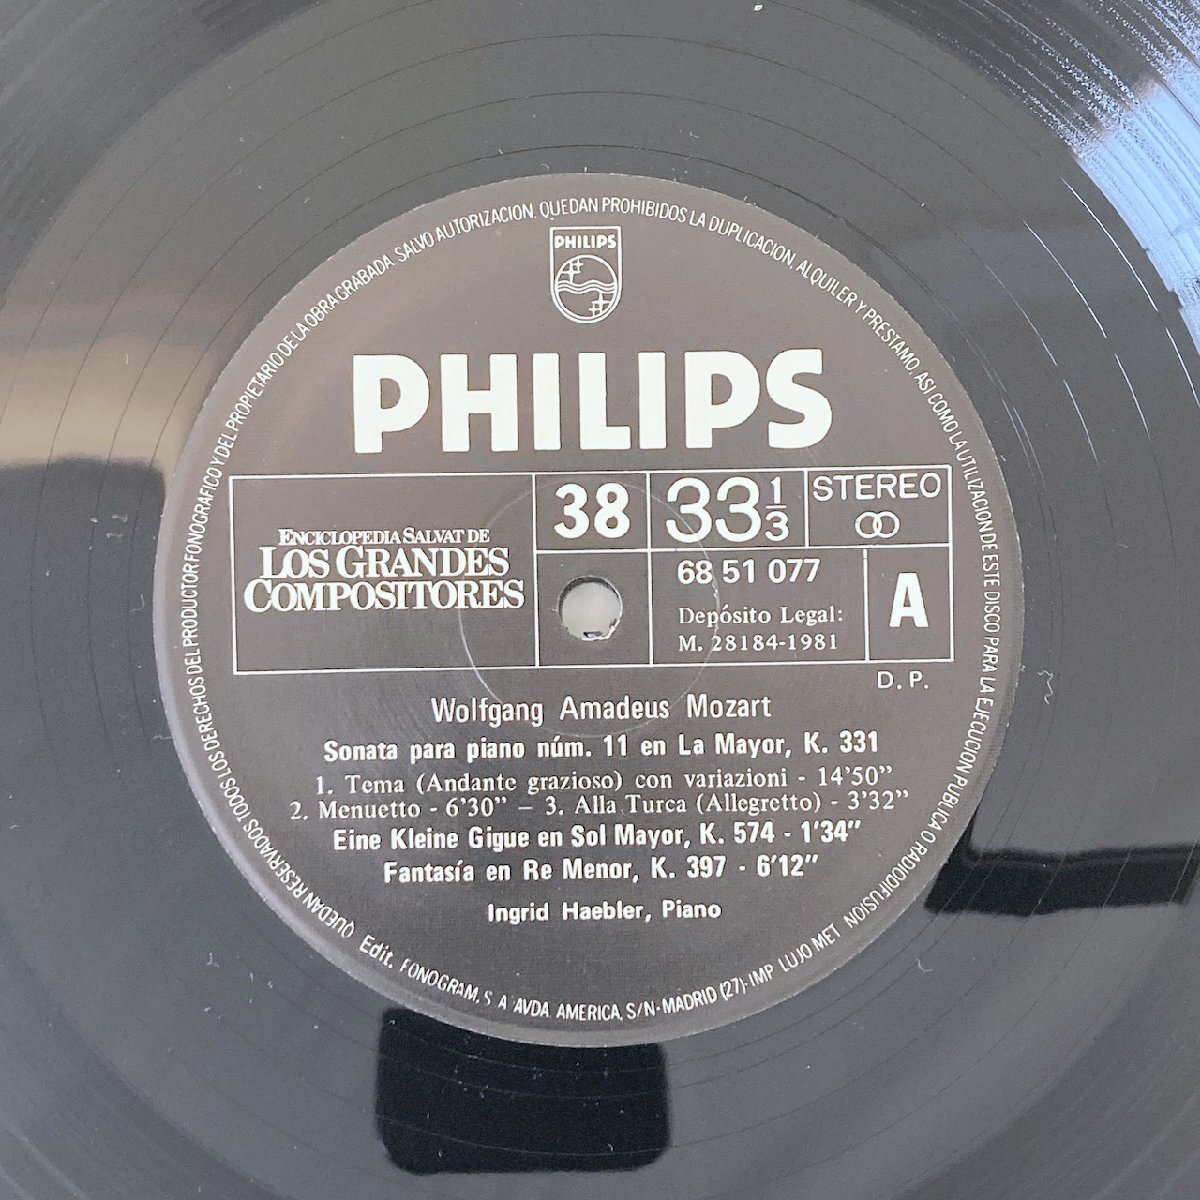 QUEDAN RESERVADOS TODOS LOS DERECHOS DEL PRODUCTOR FONOGRAFICO Y DEL PROPIETARIO DE LA OBRA GRABADA. SALVO AUTORIZACION. QUEDAN PROHIBIDOS LA DUPLICACION, ALQUILER Y PRESTAMO, ASI COMO LA UTILIZACION DE ESTE DISCO PARA LA EJECUCION PUBLICA O RADIODIFUSION
PHILIPS
PHILIPS
ENCICLOPEDIA SALVAT DE
LOS GRANDES
COMPOSITORES
38
33 1/3
STEREO
68 51 077
Depósito Legal:
M. 28184-1981
A
D. P.
Wolfgang Amadeus Mozart
Sonata para piano núm. 11 en La Mayor, K. 331
1. Tema (Andante grazioso) con variazioni - 14'50"
2. Menuetto - 6'30" — 3. Alla Turca (Allegretto) - 3'32"
Eine Kleine Gigue en Sol Mayor, K. 574 - 1'34"
Fantasía en Re Menor, K. 397 - 6'12"
Ingrid Haebler, Piano
Edit. FONOGRAM, S A AVDA. AMERICA, S/N-MADRID (27)-IMP LUJO MET